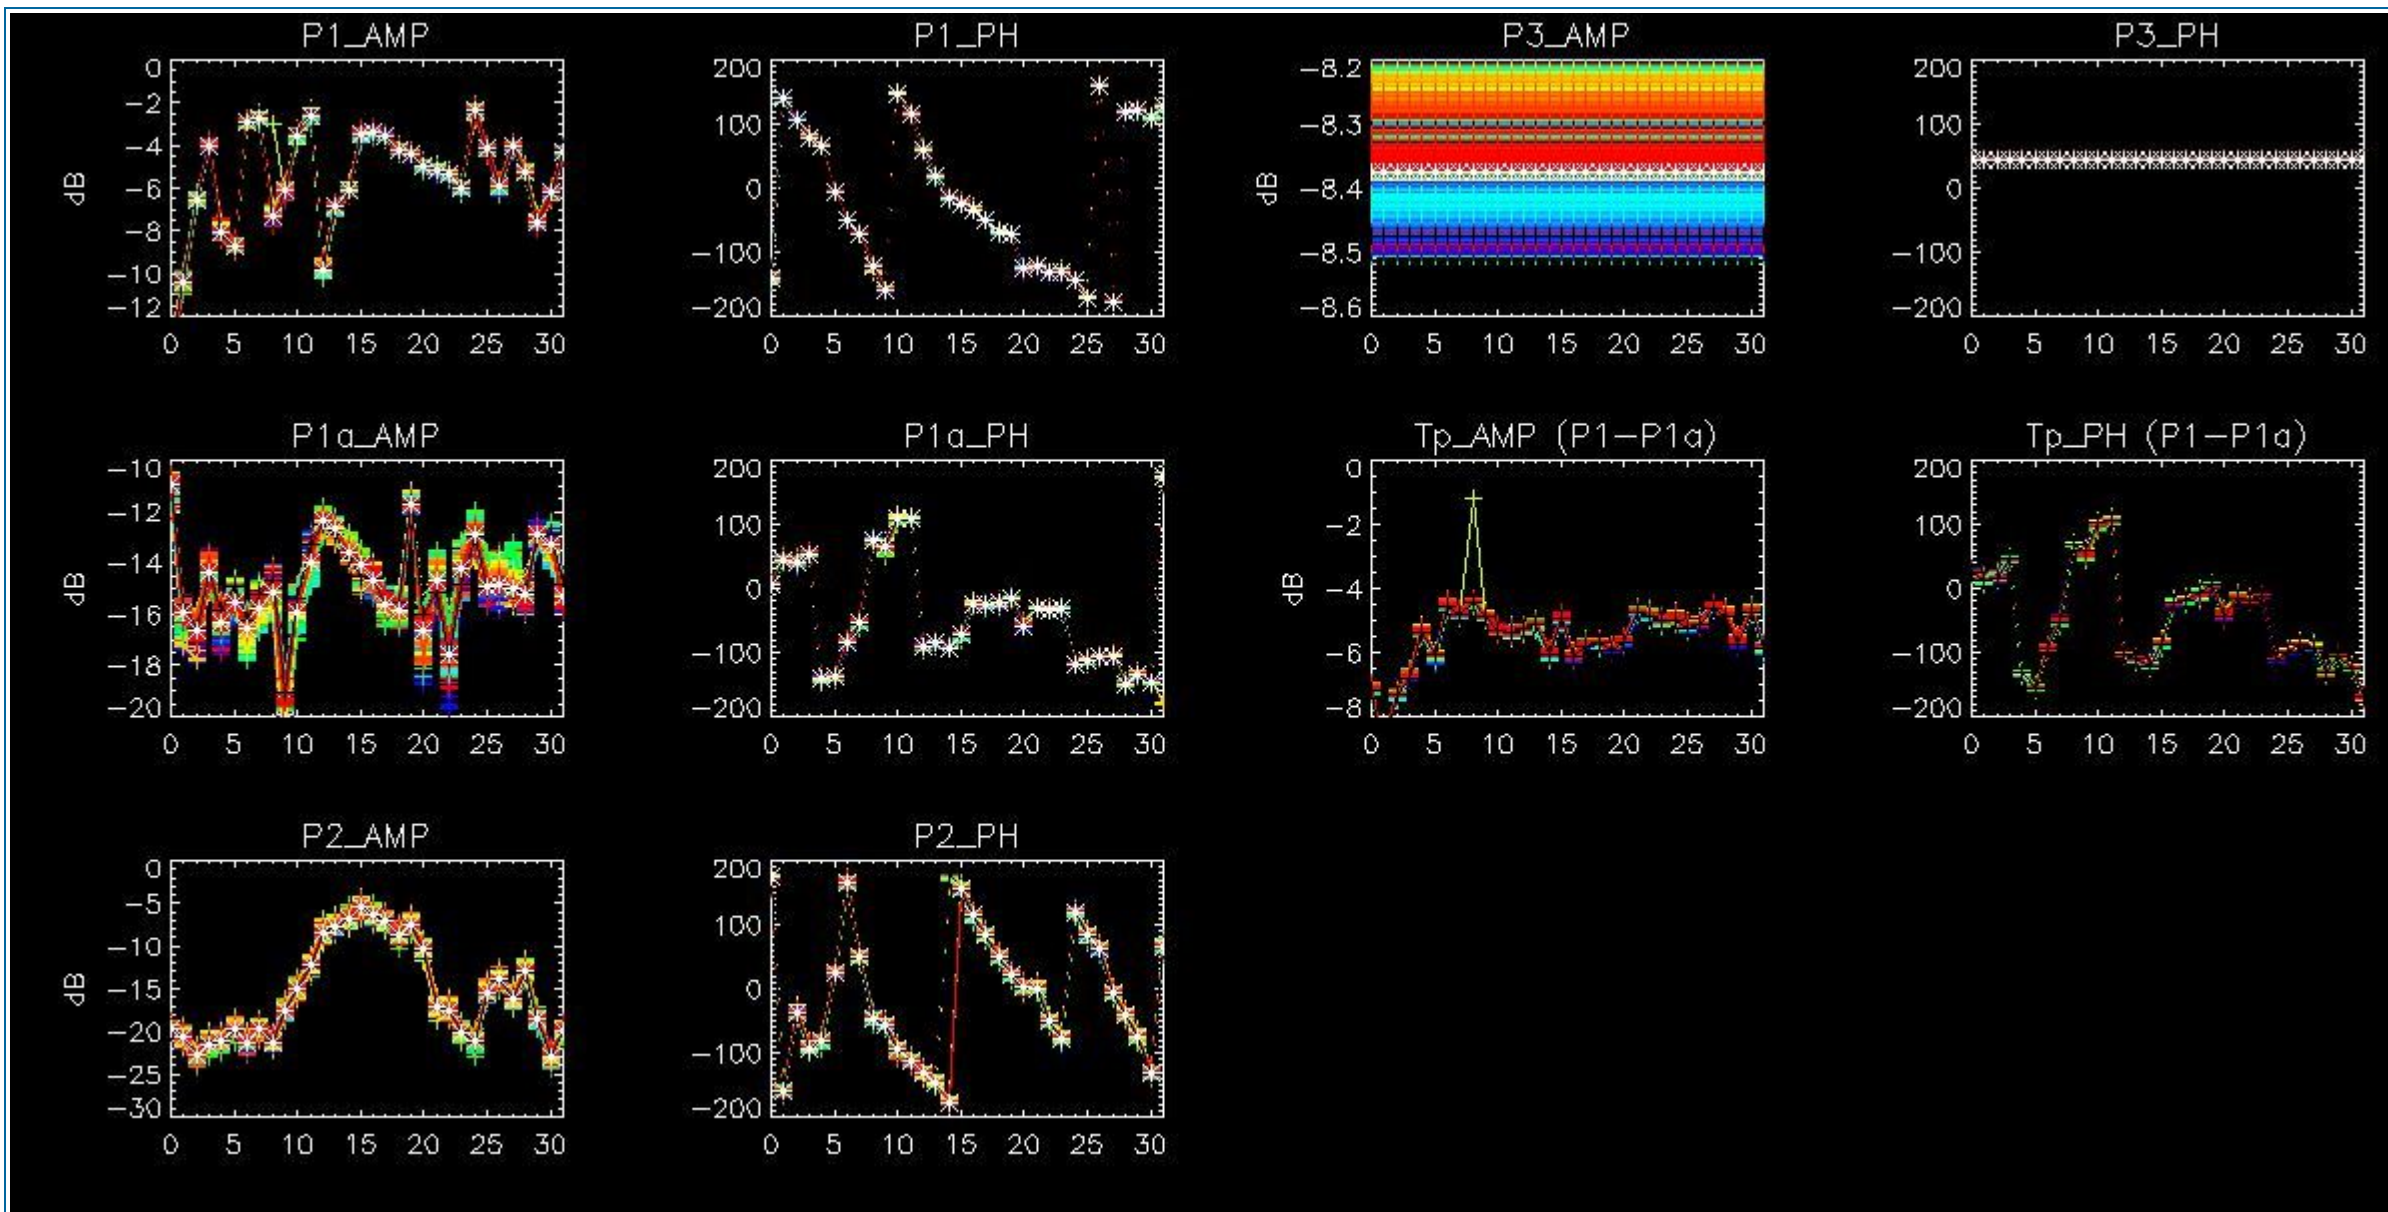 P1_AMP
0
−2
−4
−6
−8
−10
−12
dB
0 5 10 15 20 25 30
P1_PH
200
100
0
−100
−200
0 5 10 15 20 25 30
P3_AMP
−8.2
−8.3
−8.4
−8.5
−8.6
dB
0 5 10 15 20 25 30
P3_PH
200
100
0
−100
−200
0 5 10 15 20 25 30
P1a_AMP
−10
−12
−14
−16
−18
−20
dB
0 5 10 15 20 25 30
P1a_PH
200
100
0
−100
−200
0 5 10 15 20 25 30
Tp_AMP (P1−P1a)
0
−2
−4
−6
−8
dB
0 5 10 15 20 25 30
Tp_PH (P1−P1a)
200
100
0
−100
−200
0 5 10 15 20 25 30
P2_AMP
0
−5
−10
−15
−20
−25
−30
dB
0 5 10 15 20 25 30
P2_PH
200
100
0
−100
−200
0 5 10 15 20 25 30